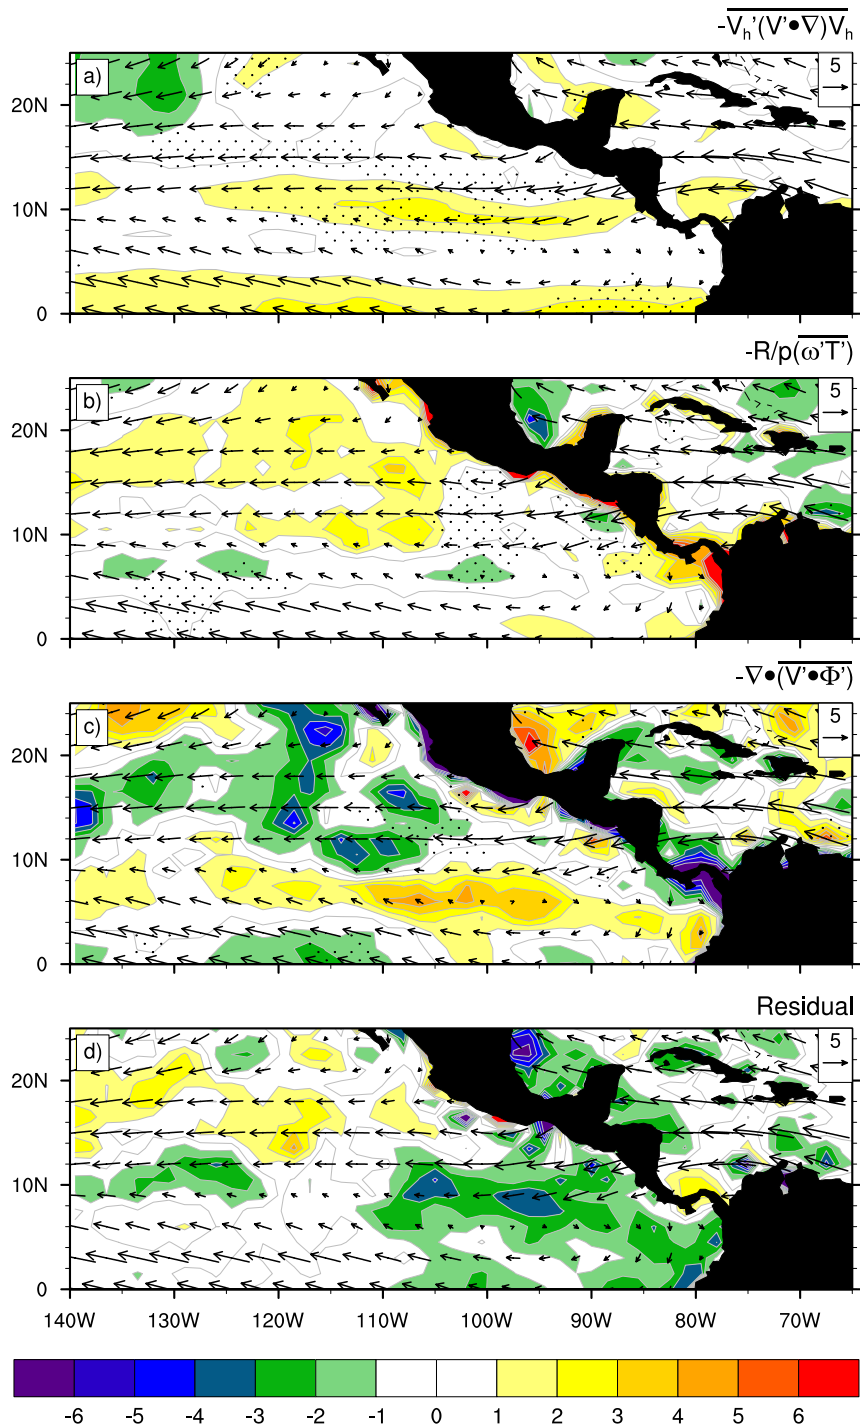 -V_h'(V'•∇)V_h
a)
5
20N
10N
0
-R/p(ω'T')
b)
5
20N
10N
0
-∇•(V'•Φ')
c)
5
20N
10N
0
Residual
d)
5
20N
10N
0
140W 130W 120W 110W 100W 90W 80W 70W
-6 -5 -4 -3 -2 -1 0 1 2 3 4 5 6